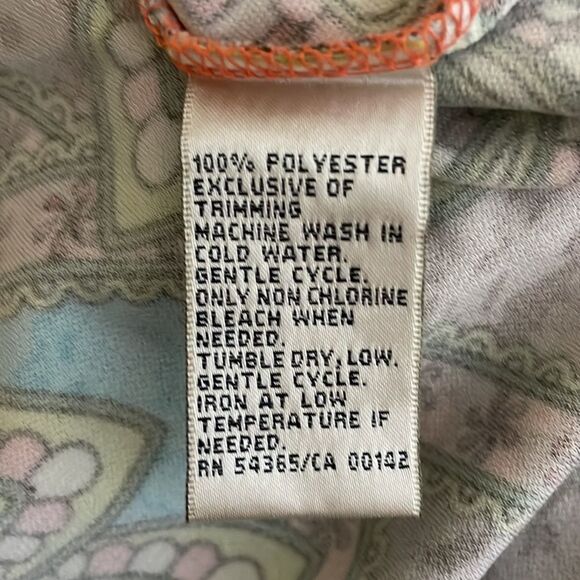 100% POLYESTER
EXCLUSIVE OF
TRIMMING
MACHINE WASH IN
COLD WATER.
GENTLE CYCLE.
ONLY NON CHLORINE
BLEACH WHEN
NEEDED.
TUMBLE DRY, LOW.
GENTLE CYCLE.
IRON AT LOW
TEMPERATURE IF
NEEDED.
RN 54385/CA 00142